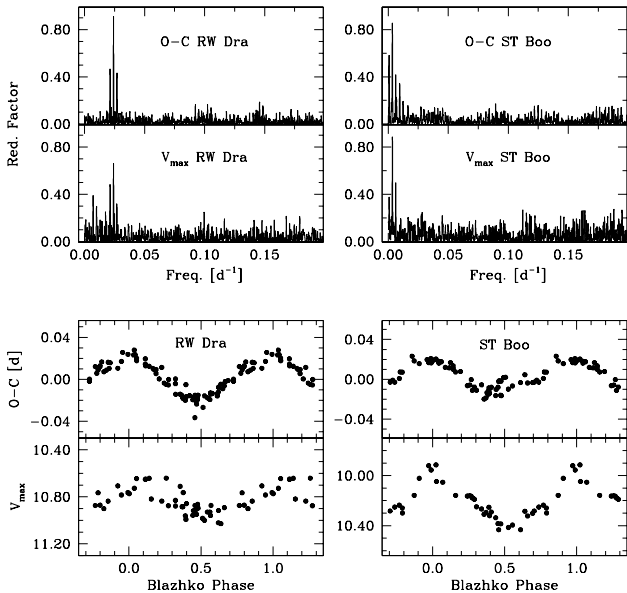 O-C RW Dra
O-C ST Boo
Red. Factor
0.80
0.40
0.00
0.80
0.40
0.00
V_max RW Dra
V_max ST Boo
0.80
0.40
0.00
0.80
0.40
0.00
0.00 0.05 0.10 0.15
0.00 0.05 0.10 0.15
Freq. [d⁻¹]
Freq. [d⁻¹]
RW Dra
ST Boo
O-C [d]
0.04
0.00
-0.04
0.04
0.00
-0.04
V_max
10.40
10.80
11.20
10.00
10.40
0.0 0.5 1.0
0.0 0.5 1.0
Blazhko Phase
Blazhko Phase